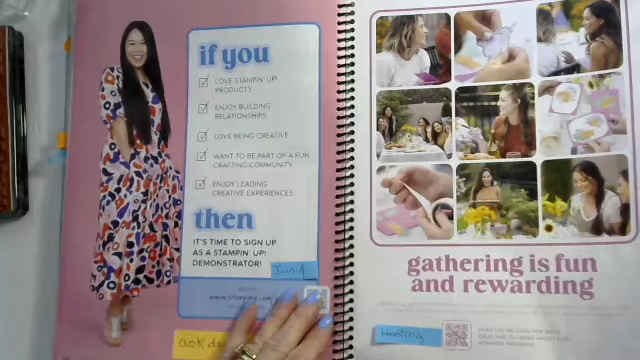 if you
LOVE STAMPIN' UP!
PRODUCTS
ENJOY BUILDING
RELATIONSHIPS
LOVE BEING CREATIVE
WANT TO BE PART OF A FUN
CRAFTING COMMUNITY
ENJOY LEADING
CREATIVE EXPERIENCES
then
IT'S TIME TO SIGN UP
AS A STAMPIN' UP!
DEMONSTRATOR!
gathering is fun
and rewarding
Hosting